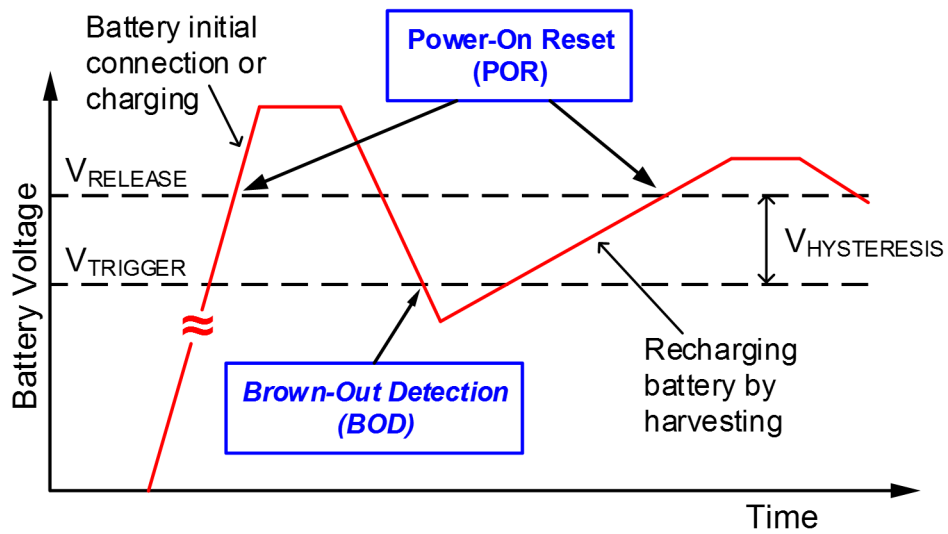 Battery initial
connection or
charging
Power-On Reset
(POR)
VRELEASE
VTRIGGER
VHYSTERESIS
Battery Voltage
≈
Brown-Out Detection
(BOD)
Recharging
battery by
harvesting
Time